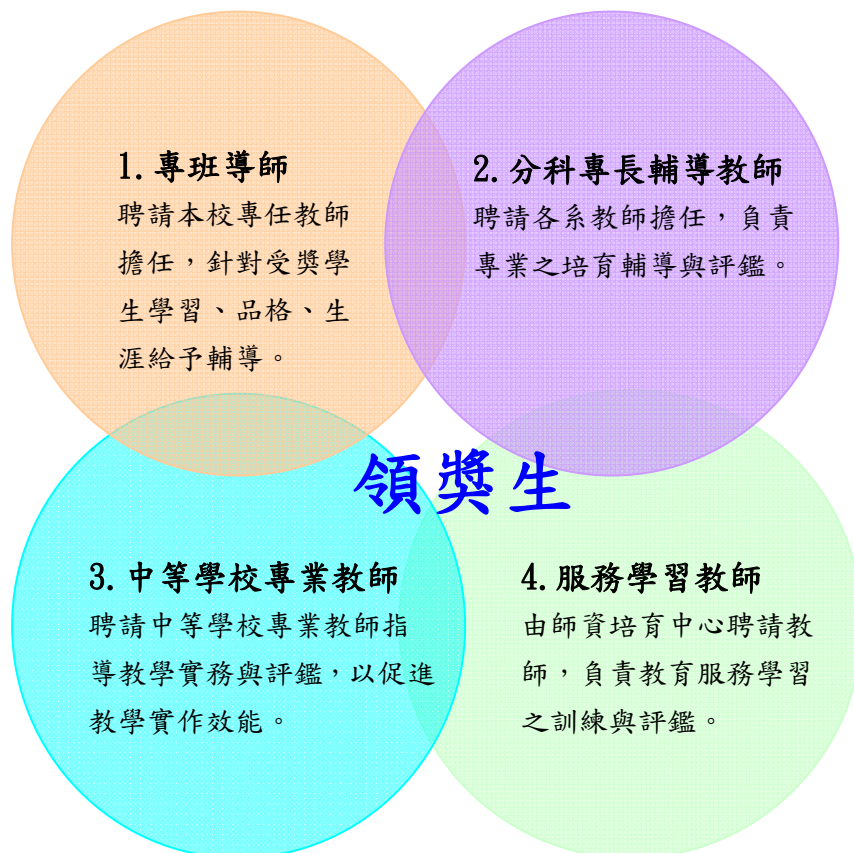 1.專班導師
聘請本校專任教師
擔任，針對受獎學
生學習、品格、生
涯給予輔導。
2.分科專長輔導教師
聘請各系教師擔任，負責
專業之培育輔導與評鑑。
領獎生
3.中等學校專業教師
聘請中等學校專業教師指
導教學實務與評鑑，以促進
教學實作效能。
4.服務學習教師
由師資培育中心聘請教
師，負責教育服務學習
之訓練與評鑑。